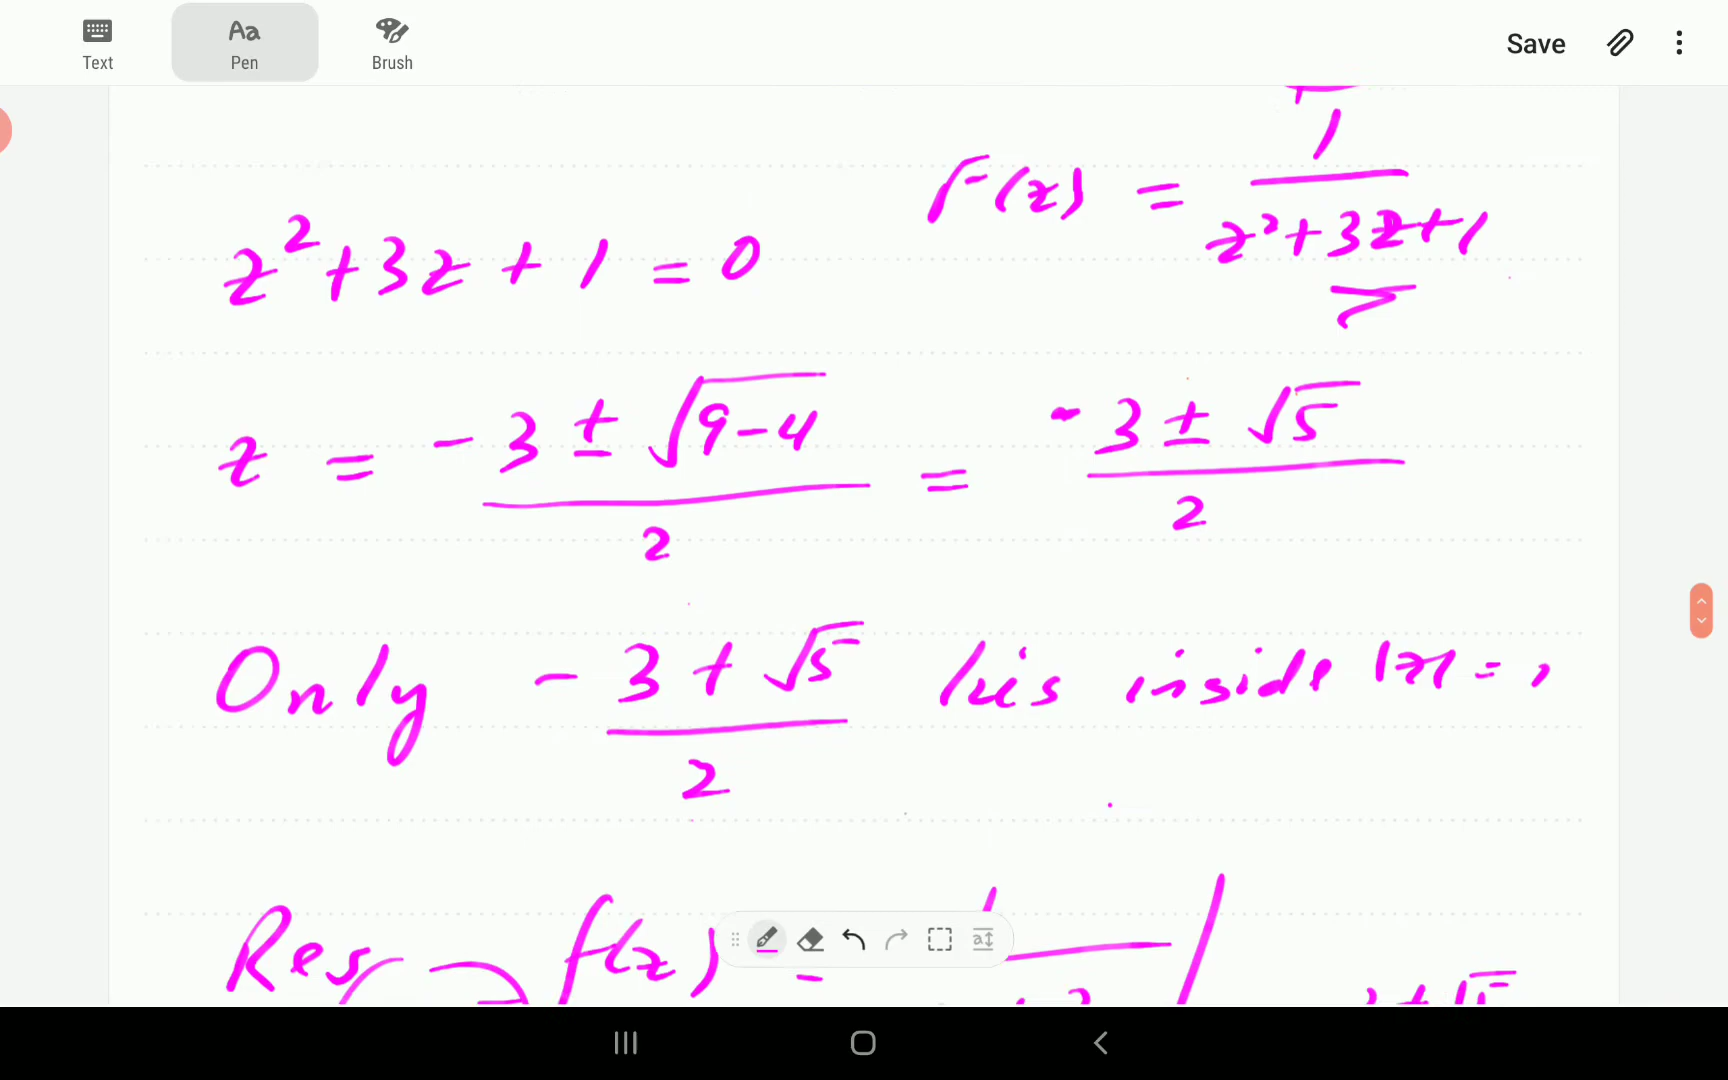 Text Pen Brush Save
F(z) = 1/(z²+3z+1)
z²+3z+1=0
z = (-3 ± √(9-4))/2 = (-3 ± √5)/2
Only (-3+√5)/2 lies inside |z|=1
Res f(z) =